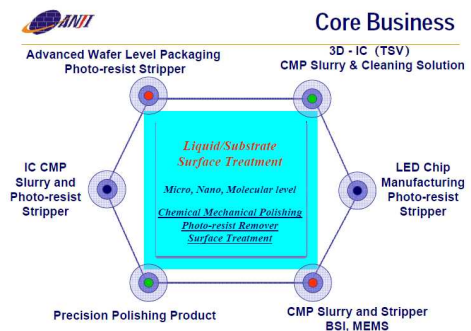 ANJI
Core Business
Advanced Wafer Level Packaging
Photo-resist Stripper
3D - IC (TSV)
CMP Slurry & Cleaning Solution
Liquid/Substrate
Surface Treatment
Micro, Nano, Molecular level
Chemical Mechanical Polishing
Photo-resist Remover
Surface Treatment
IC CMP
Slurry and
Photo-resist
Stripper
LED Chip
Manufacturing
Photo-resist
Stripper
Precision Polishing Product
CMP Slurry and Stripper
BSI, MEMS